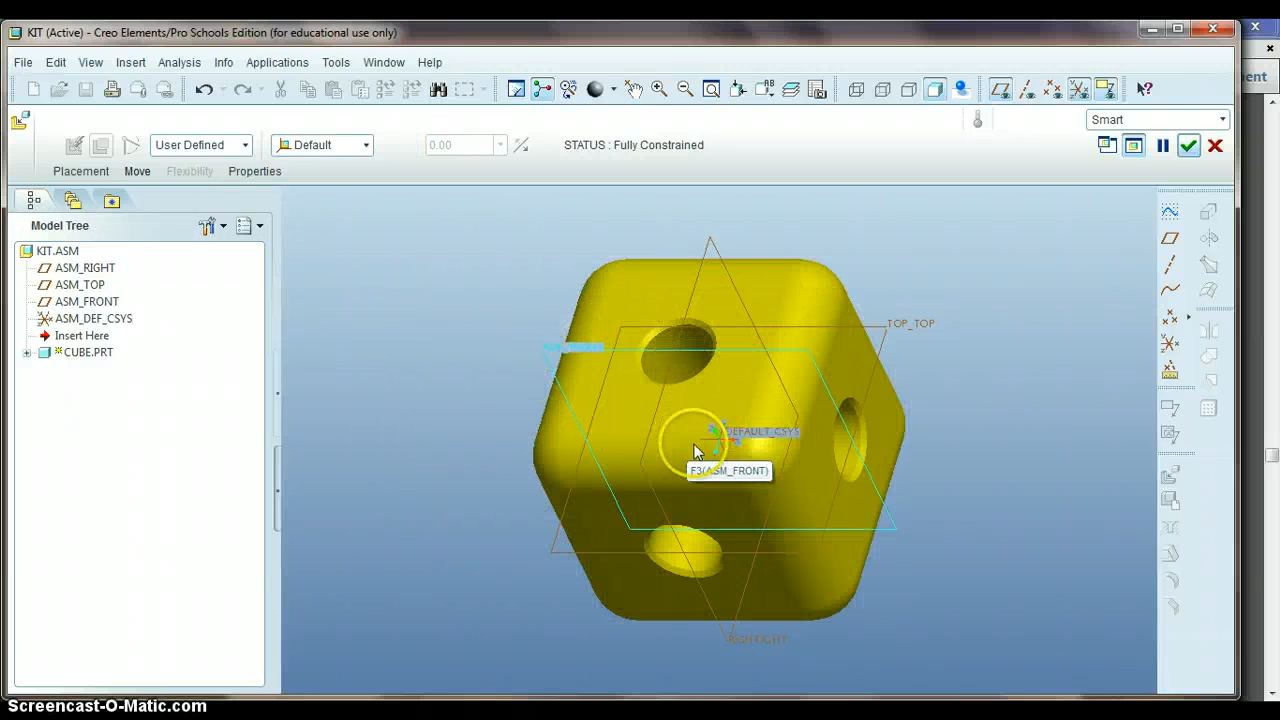 KIT (Active) - Creo Elements/Pro Schools Edition (for educational use only)
File Edit View Insert Analysis Info Applications Tools Window Help
ent
Smart
User Defined Default 0.00 STATUS : Fully Constrained
Placement Move Flexibility Properties
Model Tree
KIT.ASM
ASM_RIGHT
ASM_TOP
ASM_FRONT
ASM_DEF_CSYS
Insert Here
CUBE.PRT
TOP_TOP
DEFAULT_CSYS
F3(ASM_FRONT)
Screencast-O-Matic.com